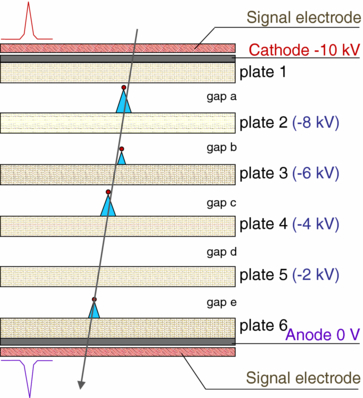 Signal electrode
Cathode -10 kV
plate 1
gap a
plate 2 (-8 kV)
gap b
plate 3 (-6 kV)
gap c
plate 4 (-4 kV)
gap d
plate 5 (-2 kV)
gap e
plate 6
Anode 0 V
Signal electrode